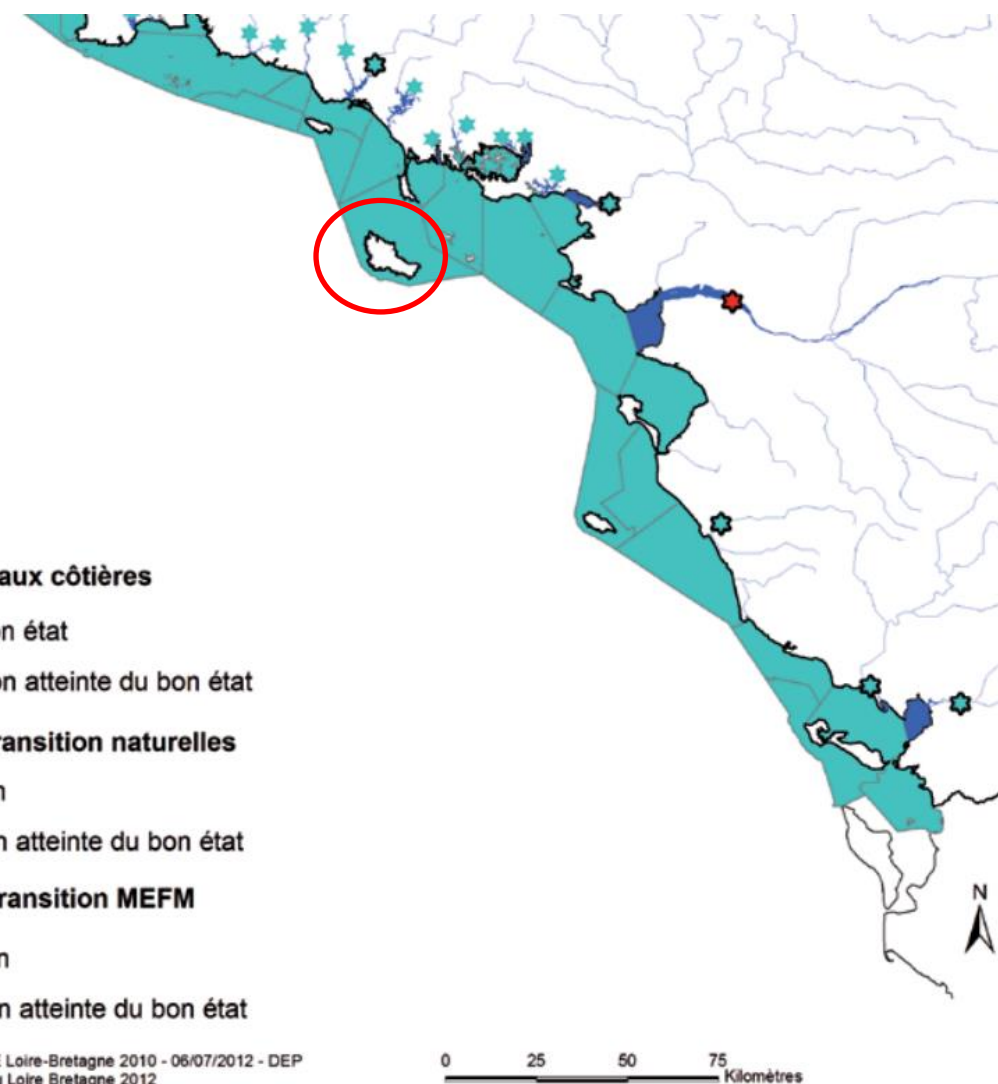 aux côtières
n état
on atteinte du bon état
ransition naturelles
n
n atteinte du bon état
ransition MEFM
n
n atteinte du bon état
N
E Loire-Bretagne 2010 - 06/07/2012 - DEP
u Loire Bretagne 2012
0 25 50 75
Kilomètres